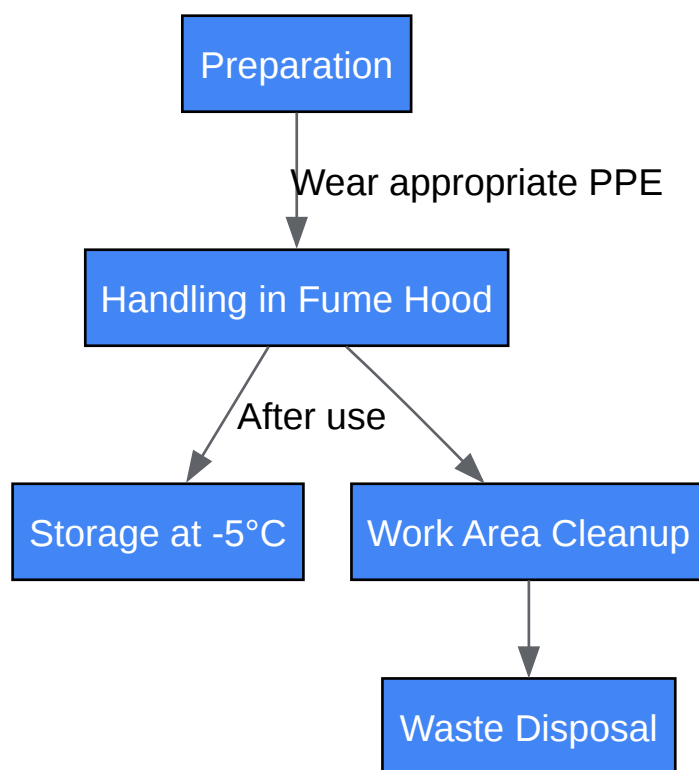 Preparation
Wear appropriate PPE
Handling in Fume Hood
After use
Storage at -5°C
Work Area Cleanup
Waste Disposal